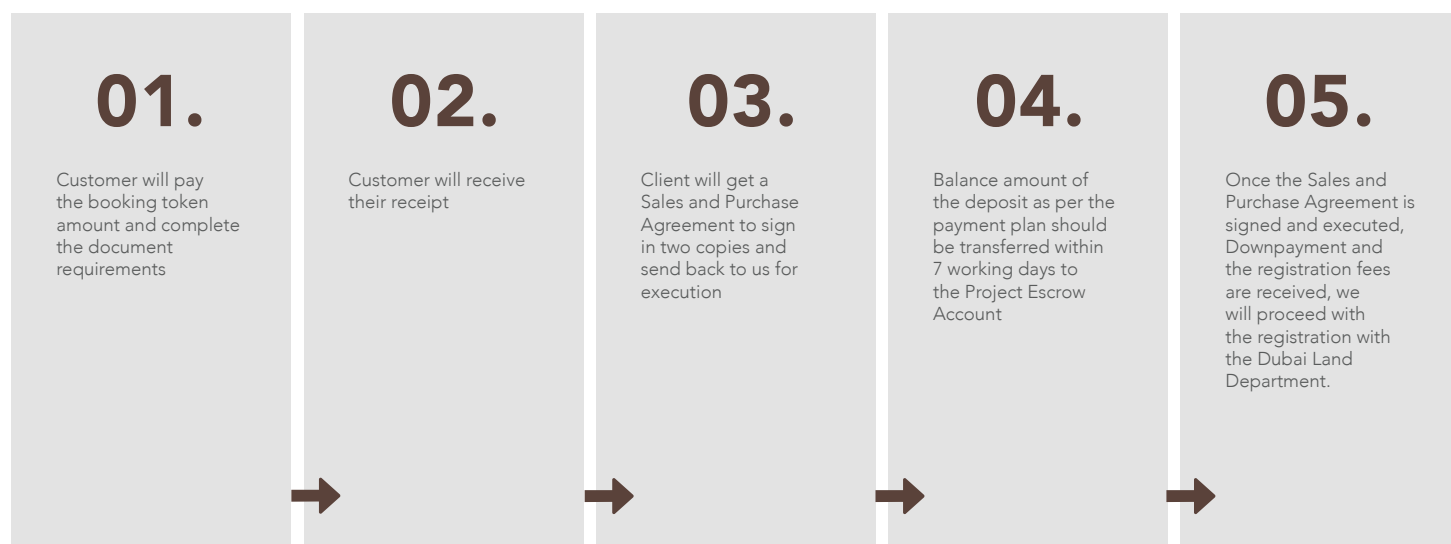 01.
Customer will pay
the booking token
amount and complete
the document
requirements
02.
Customer will receive
their receipt
03.
Client will get a
Sales and Purchase
Agreement to sign
in two copies and
send back to us for
execution
04.
Balance amount of
the deposit as per the
payment plan should
be transferred within
7 working days to
the Project Escrow
Account
05.
Once the Sales and
Purchase Agreement is
signed and executed,
Downpayment and
the registration fees
are received, we
will proceed with
the registration with
the Dubai Land
Department.